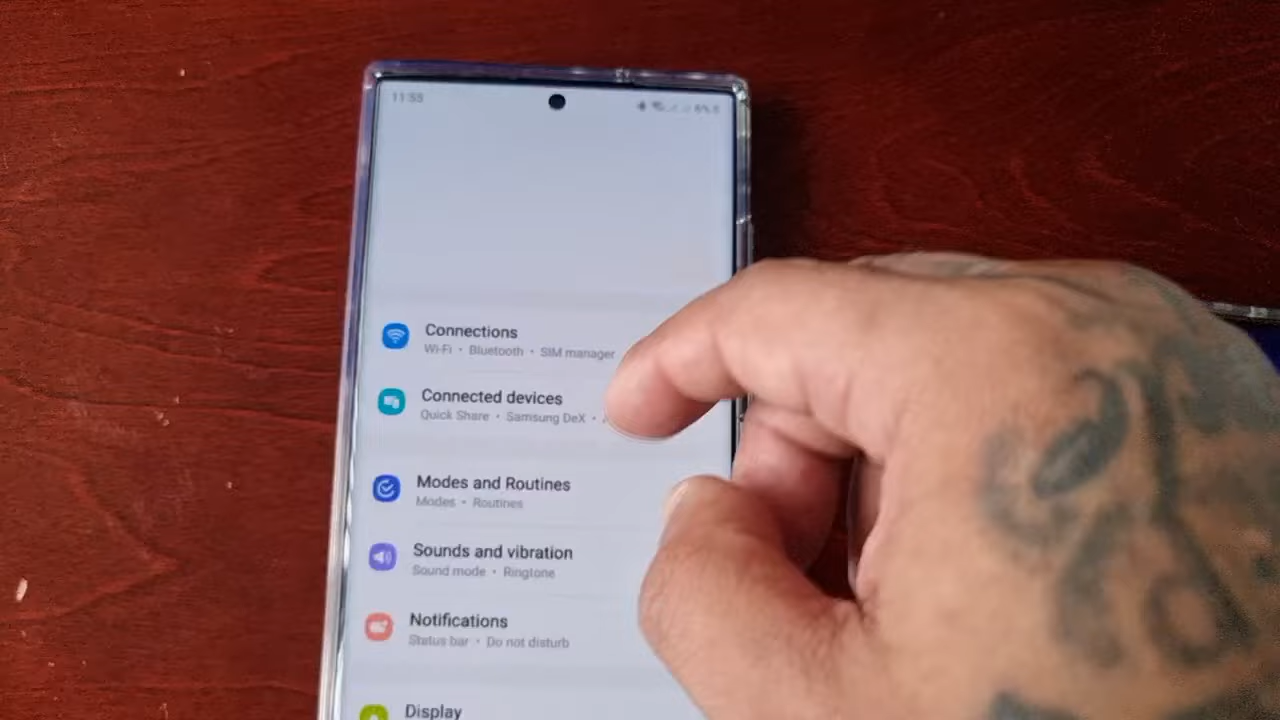 11:55
Connections
Wi-Fi • Bluetooth • SIM manager
Connected devices
Quick Share • Samsung DeX •
Modes and Routines
Modes • Routines
Sounds and vibration
Sound mode • Ringtone
Notifications
Status bar • Do not disturb
Display